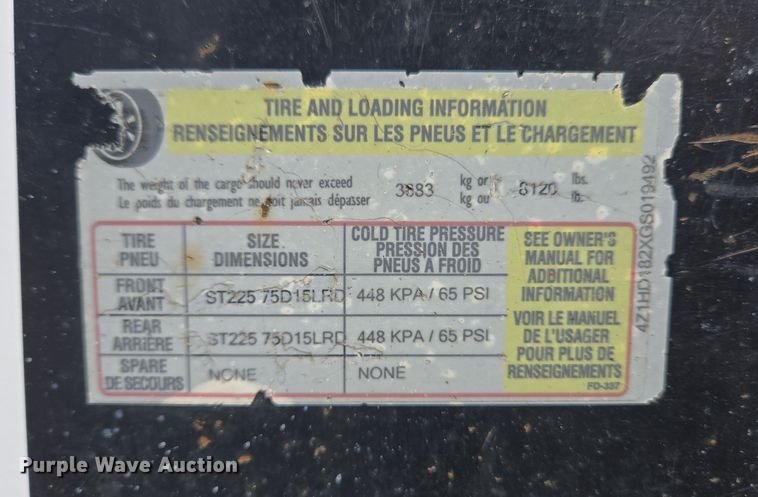 TIRE AND LOADING INFORMATION
RENSEIGNEMENTS SUR LES PNEUS ET LE CHARGEMENT
The weight of the cargo should never exceed 3683 kg or 8120 lbs.
Le poids du chargement ne doit jamais dépasser kg ou lb.
TIRE PNEU
SIZE DIMENSIONS
COLD TIRE PRESSURE
PRESSION DES
PNEUS A FROID
FRONT AVANT
ST225 75D15LRD
448 KPA / 65 PSI
REAR ARRIÈRE
ST225 75D15LRD
448 KPA / 65 PSI
SPARE DE SECOURS
NONE
NONE
SEE OWNER'S
MANUAL FOR
ADDITIONAL
INFORMATION
VOIR LE MANUEL
DE L'USAGER
POUR PLUS DE
RENSEIGNEMENTS
FD-337
4Z1HD182XGS019492
Purple Wave Auction